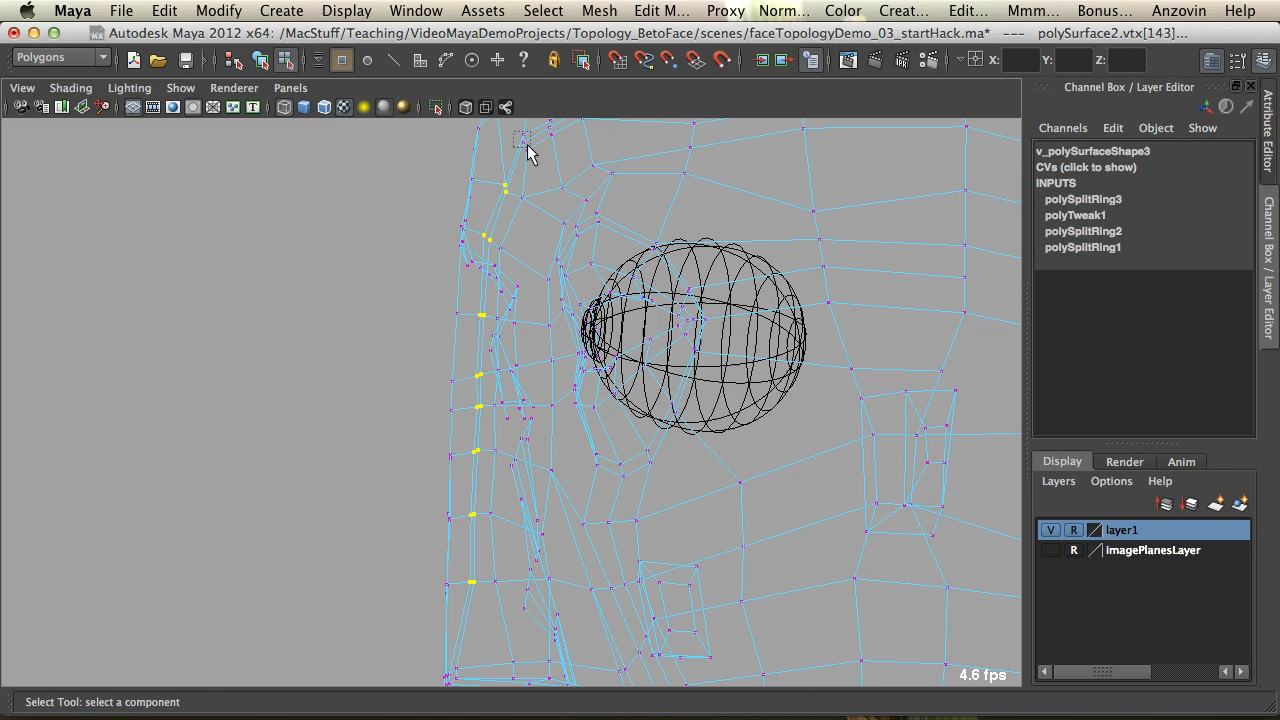 Maya File Edit Modify Create Display Window Assets Select Mesh Edit M... Proxy Norm... Color Creat... Edit... Mmm... Bonus... Anzovin Help
Autodesk Maya 2012 x64: /MacStuff/Teaching/VideoMayaDemoProjects/Topology_BetoFace/scenes/faceTopologyDemo_03_startHack.ma* --- polySurface2.vtx[143]...
Polygons X: Y: Z:
View Shading Lighting Show Renderer Panels
Channel Box / Layer Editor
Channels Edit Object Show
v_polySurfaceShape3
CVs (click to show)
INPUTS
polySplitRing3
polyTweak1
polySplitRing2
polySplitRing1
Attribute Editor
Channel Box / Layer Editor
Display Render Anim
Layers Options Help
V R layer1
R imagePlanesLayer
4.6 fps
Select Tool: select a component